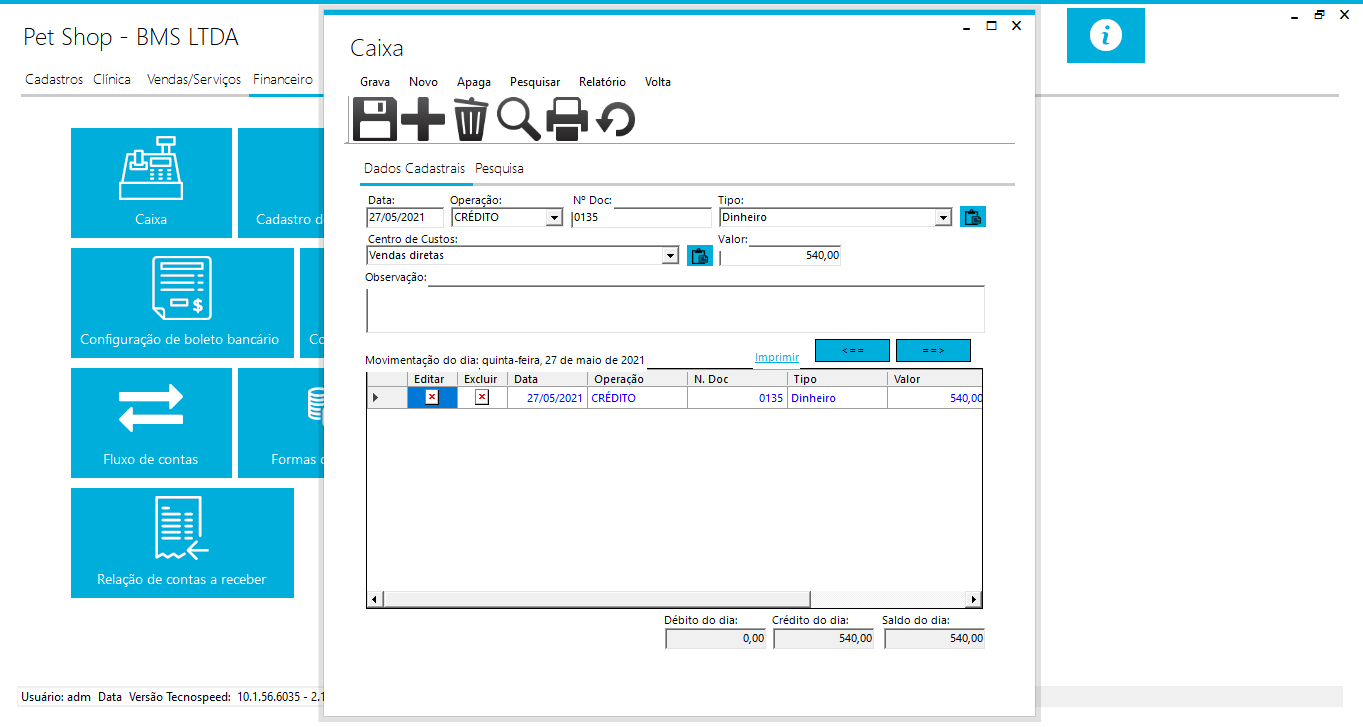 Pet Shop - BMS LTDA
Cadastros Clínica Vendas/Serviços Financeiro
Caixa
Cadastro d
Configuração de boleto bancário
Co
Fluxo de contas
Formas d
Relação de contas a receber
Usuário: adm Data Versão Tecnospeed: 10.1.56.6035 - 2.1
i
Caixa
Grava Novo Apaga Pesquisar Relatório Volta
Dados Cadastrais Pesquisa
Data: Operação: Nº Doc: Tipo:
27/05/2021 CRÉDITO 0135 Dinheiro
Centro de Custos: Valor:
Vendas diretas 540,00
Observação:
Movimentação do dia: quinta-feira, 27 de maio de 2021 Imprimir <== ==>
Editar Excluir Data Operação N. Doc Tipo Valor
27/05/2021 CRÉDITO 0135 Dinheiro 540,00
Débito do dia: Crédito do dia: Saldo do dia:
0,00 540,00 540,00